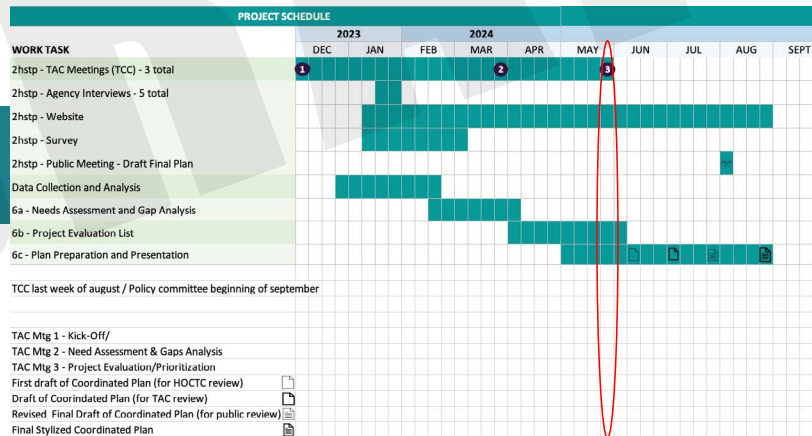 PROJECT SCHEDULE
2023 2024
WORK TASK DEC JAN FEB MAR APR MAY JUN JUL AUG SEPT
2hstp - TAC Meetings (TCC) - 3 total 1 2 3
2hstp - Agency Interviews - 5 total
2hstp - Website
2hstp - Survey
2hstp - Public Meeting - Draft Final Plan
Data Collection and Analysis
6a - Needs Assessment and Gap Analysis
6b - Project Evaluation List
6c - Plan Preparation and Presentation
TCC last week of august / Policy committee beginning of september
TAC Mtg 1 - Kick-Off/
TAC Mtg 2 - Need Assessment & Gaps Analysis
TAC Mtg 3 - Project Evaluation/Prioritization
First draft of Coordinated Plan (for HOCTC review)
Draft of Coorindated Plan (for TAC review)
Revised Final Draft of Coordinated Plan (for public review)
Final Stylized Coordinated Plan